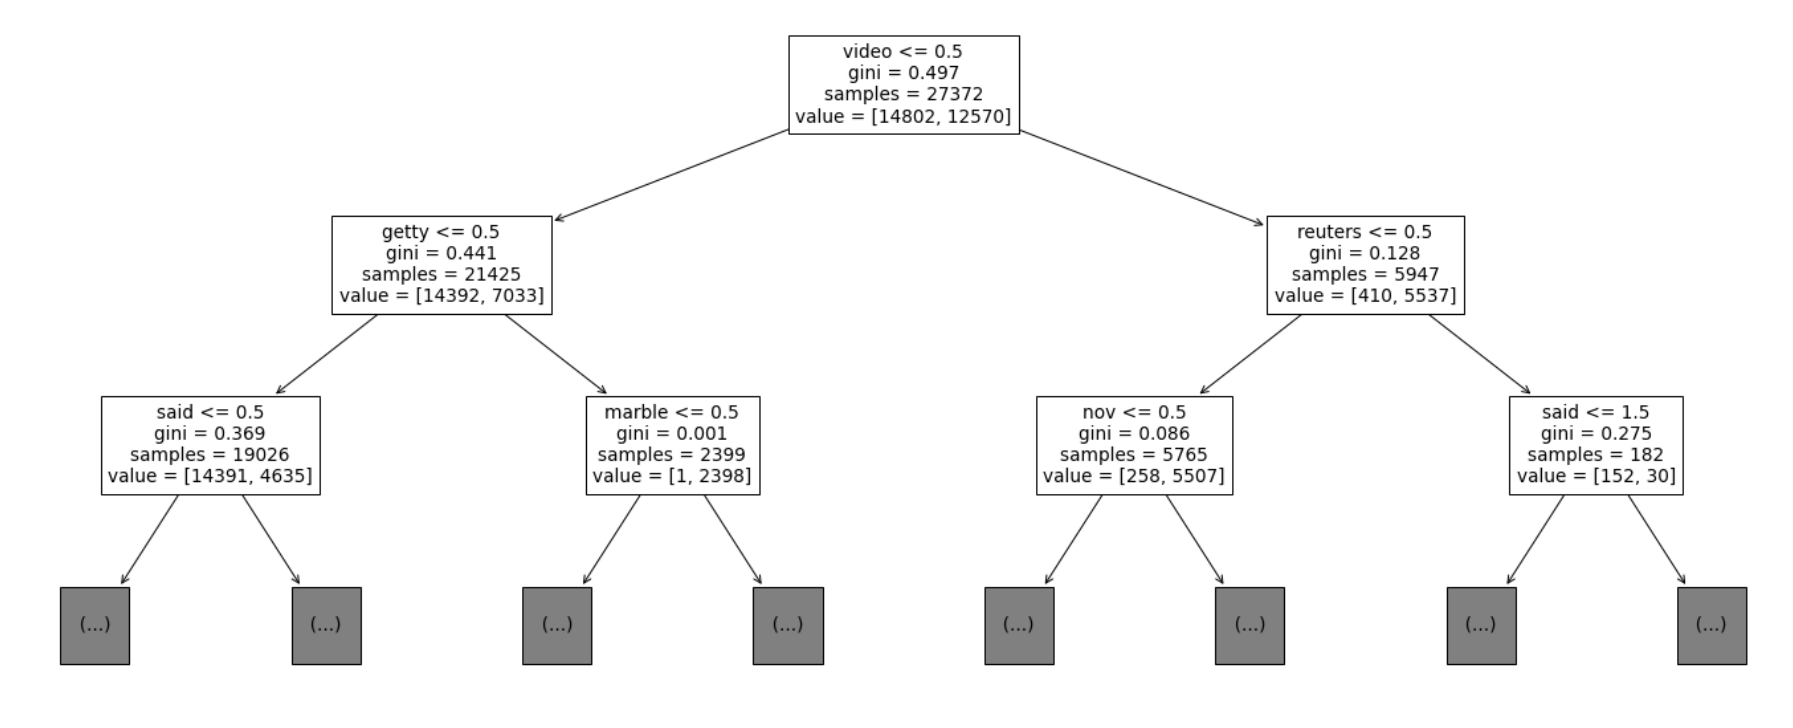 video <= 0.5
gini = 0.497
samples = 27372
value = [14802, 12570]
getty <= 0.5
gini = 0.441
samples = 21425
value = [14392, 7033]
reuters <= 0.5
gini = 0.128
samples = 5947
value = [410, 5537]
said <= 0.5
gini = 0.369
samples = 19026
value = [14391, 4635]
marble <= 0.5
gini = 0.001
samples = 2399
value = [1, 2398]
nov <= 0.5
gini = 0.086
samples = 5765
value = [258, 5507]
said <= 1.5
gini = 0.275
samples = 182
value = [152, 30]
(...)
(...)
(...)
(...)
(...)
(...)
(...)
(...)